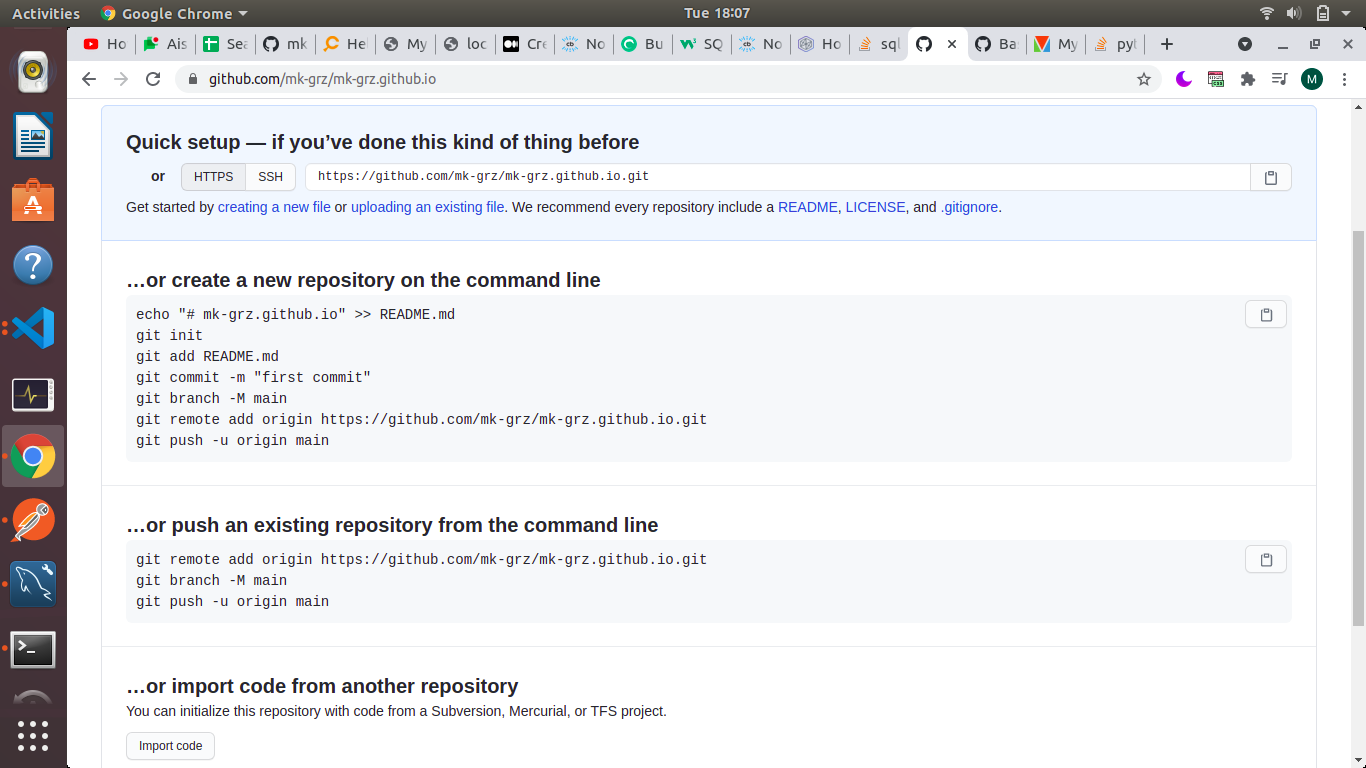 Activities
Google Chrome
Tue 18:07
Ho
Ais
Sea
mk
Hel
My
loc
Cre
No
Bu
SQ
No
Ho
sql
Ba
My
pyt
github.com/mk-grz/mk-grz.github.io
M
Quick setup — if you've done this kind of thing before
or HTTPS SSH https://github.com/mk-grz/mk-grz.github.io.git
Get started by creating a new file or uploading an existing file. We recommend every repository include a README, LICENSE, and .gitignore.
…or create a new repository on the command line
echo "# mk-grz.github.io" >> README.md
git init
git add README.md
git commit -m "first commit"
git branch -M main
git remote add origin https://github.com/mk-grz/mk-grz.github.io.git
git push -u origin main
…or push an existing repository from the command line
git remote add origin https://github.com/mk-grz/mk-grz.github.io.git
git branch -M main
git push -u origin main
…or import code from another repository
You can initialize this repository with code from a Subversion, Mercurial, or TFS project.
Import code